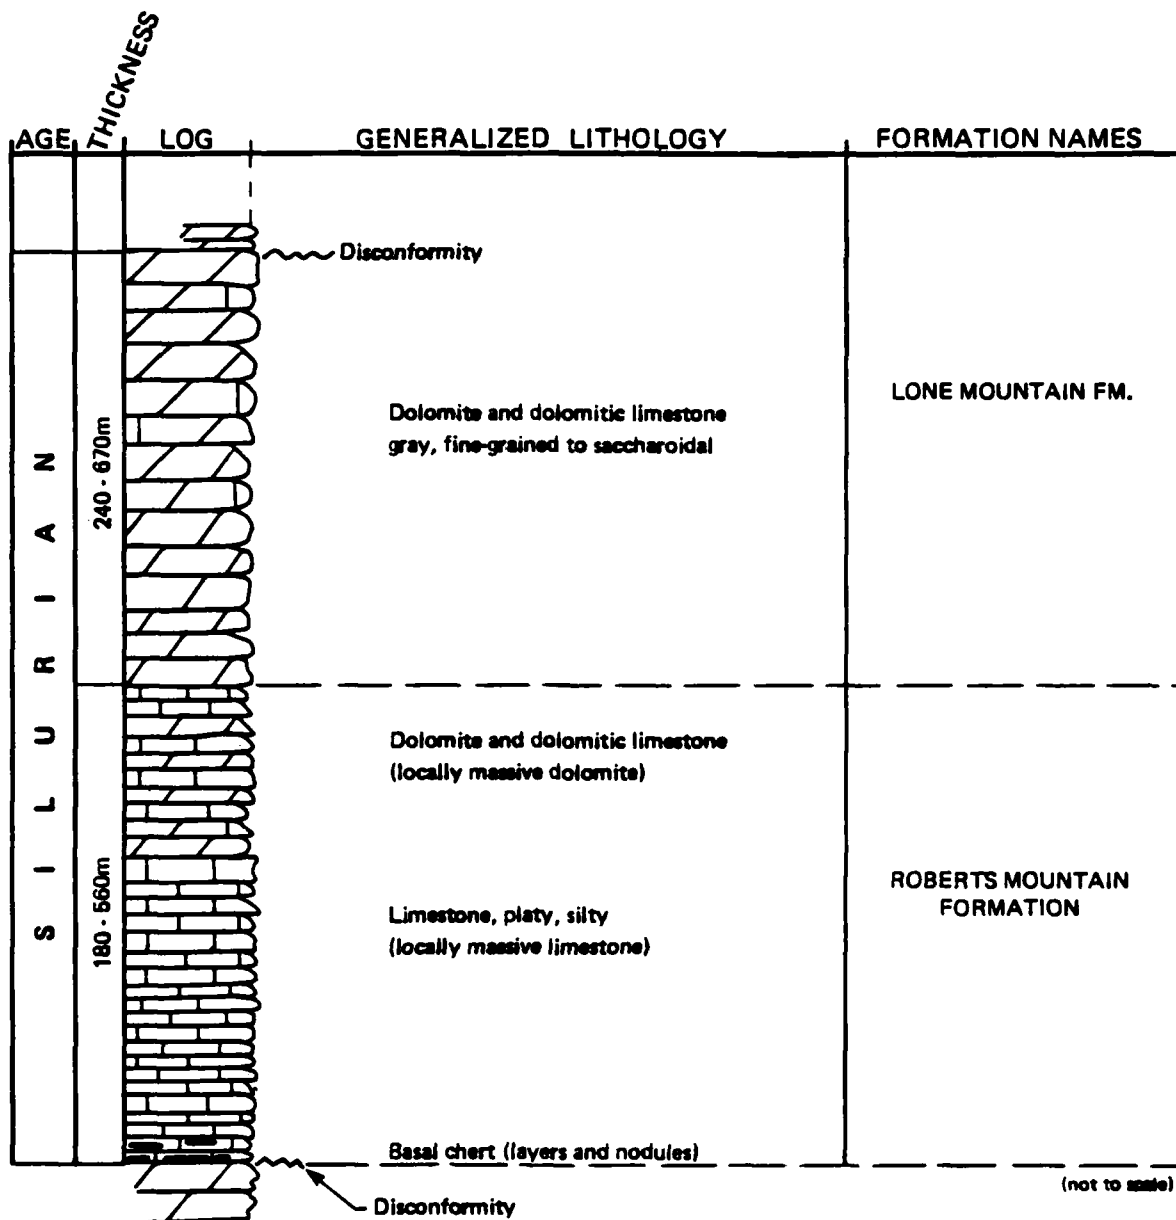 THICKNESS
AGE LOG GENERALIZED LITHOLOGY FORMATION NAMES
Disconformity
LONE MOUNTAIN FM.
Dolomite and dolomitic limestone
gray, fine-grained to saccharoidal
240 - 670m
SILURIAN
Dolomite and dolomitic limestone
(locally massive dolomite)
180 - 560m
ROBERTS MOUNTAIN
FORMATION
Limestone, platy, silty
(locally massive limestone)
Basal chert (layers and nodules)
(not to scale)
Disconformity